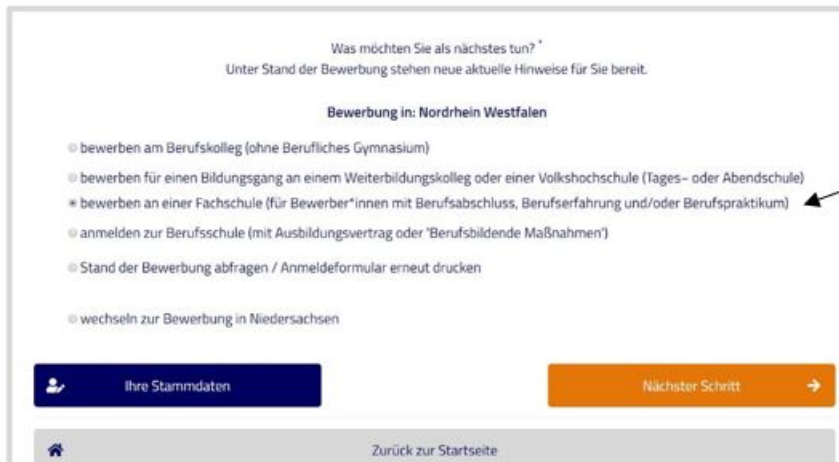 Was möchten Sie als nächstes tun? *
Unter Stand der Bewerbung stehen neue aktuelle Hinweise für Sie bereit.
Bewerbung in: Nordrhein Westfalen
bewerben am Berufskolleg (ohne Berufliches Gymnasium)
bewerben für einen Bildungsgang an einem Weiterbildungskolleg oder einer Volkshochschule (Tages- oder Abendschule)
bewerben an einer Fachschule (für Bewerber*innen mit Berufsabschluss, Berufserfahrung und/oder Berufspraktikum)
anmelden zur Berufsschule (mit Ausbildungsvertrag oder 'Berufsbildende Maßnahmen')
Stand der Bewerbung abfragen / Anmeldeformular erneut drucken
wechseln zur Bewerbung in Niedersachsen
Ihre Stammdaten
Nächster Schritt
Zurück zur Startseite